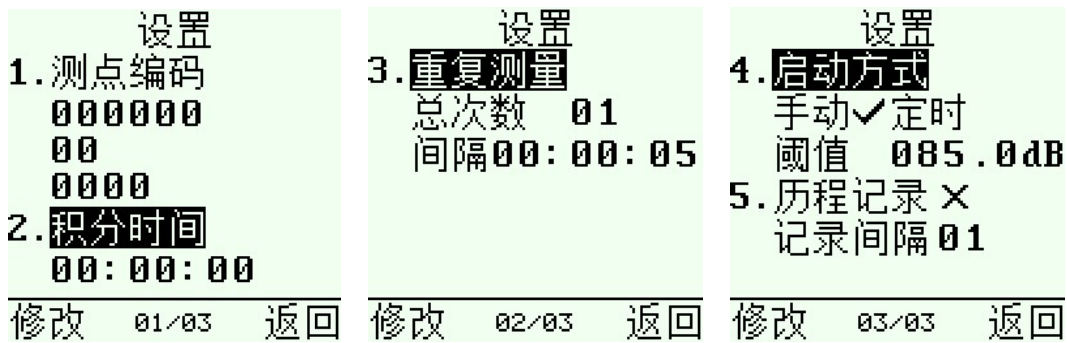 设置
1.测点编码
000000
00
0000
2.积分时间
00:00:00
修改 01/03 返回
设置
3.重复测量
总次数 01
间隔00:00:05
修改 02/03 返回
设置
4.启动方式
手动✓定时
阈值 085.0dB
5.历程记录 ×
记录间隔 01
修改 03/03 返回